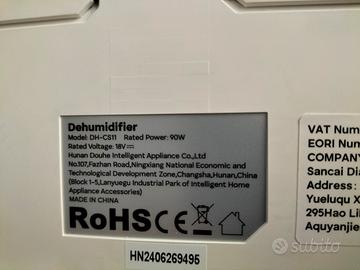 Dehumidifier
Model: DH-CS11 Rated Power: 90W
Rated Voltage: 18V
Hunan Douhe Intelligent Appliance Co.,Ltd
No.107,Fazhan Road,Ningxiang National Economic and
Technological Development Zone,Changsha,Hunan,China
(Block 1-5,Lanyuegu Industrial Park of Intelligent Home
Appliance Accessories)
MADE IN CHINA
RoHS CE
HN2406269495
VAT Num
EORI Num
COMPANY
Sancai Dia
Address :
Yueluqu X
295Hao Li
Aquyanjie
subito